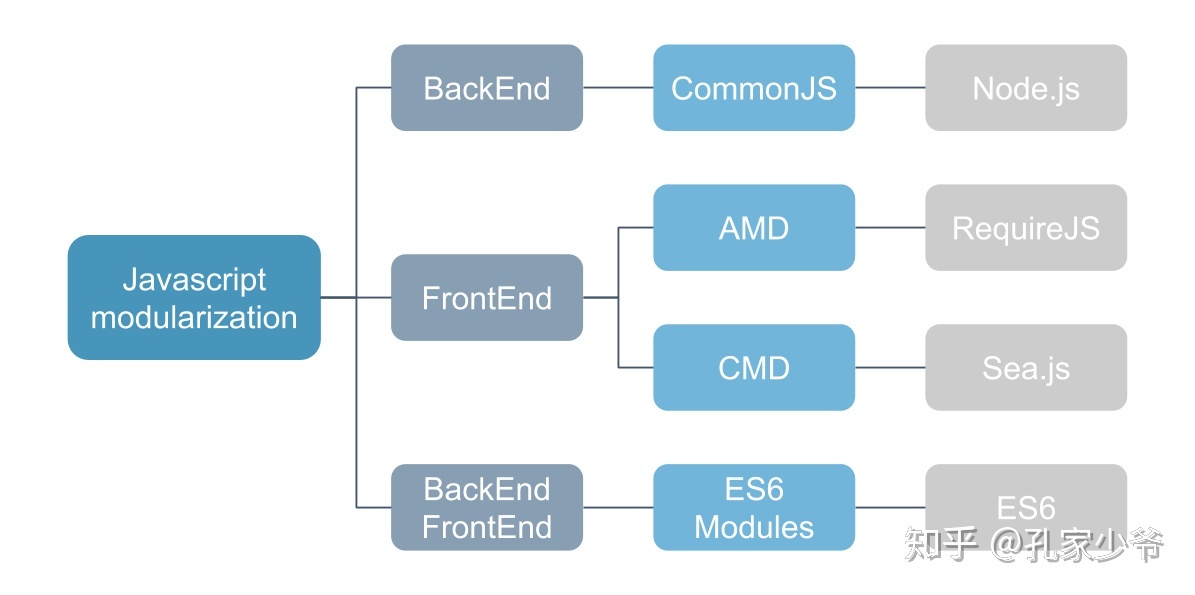 Javascript
modularization
BackEnd
CommonJS
Node.js
FrontEnd
AMD
RequireJS
CMD
Sea.js
BackEnd
FrontEnd
ES6
Modules
ES6
知乎 @孔家少爷